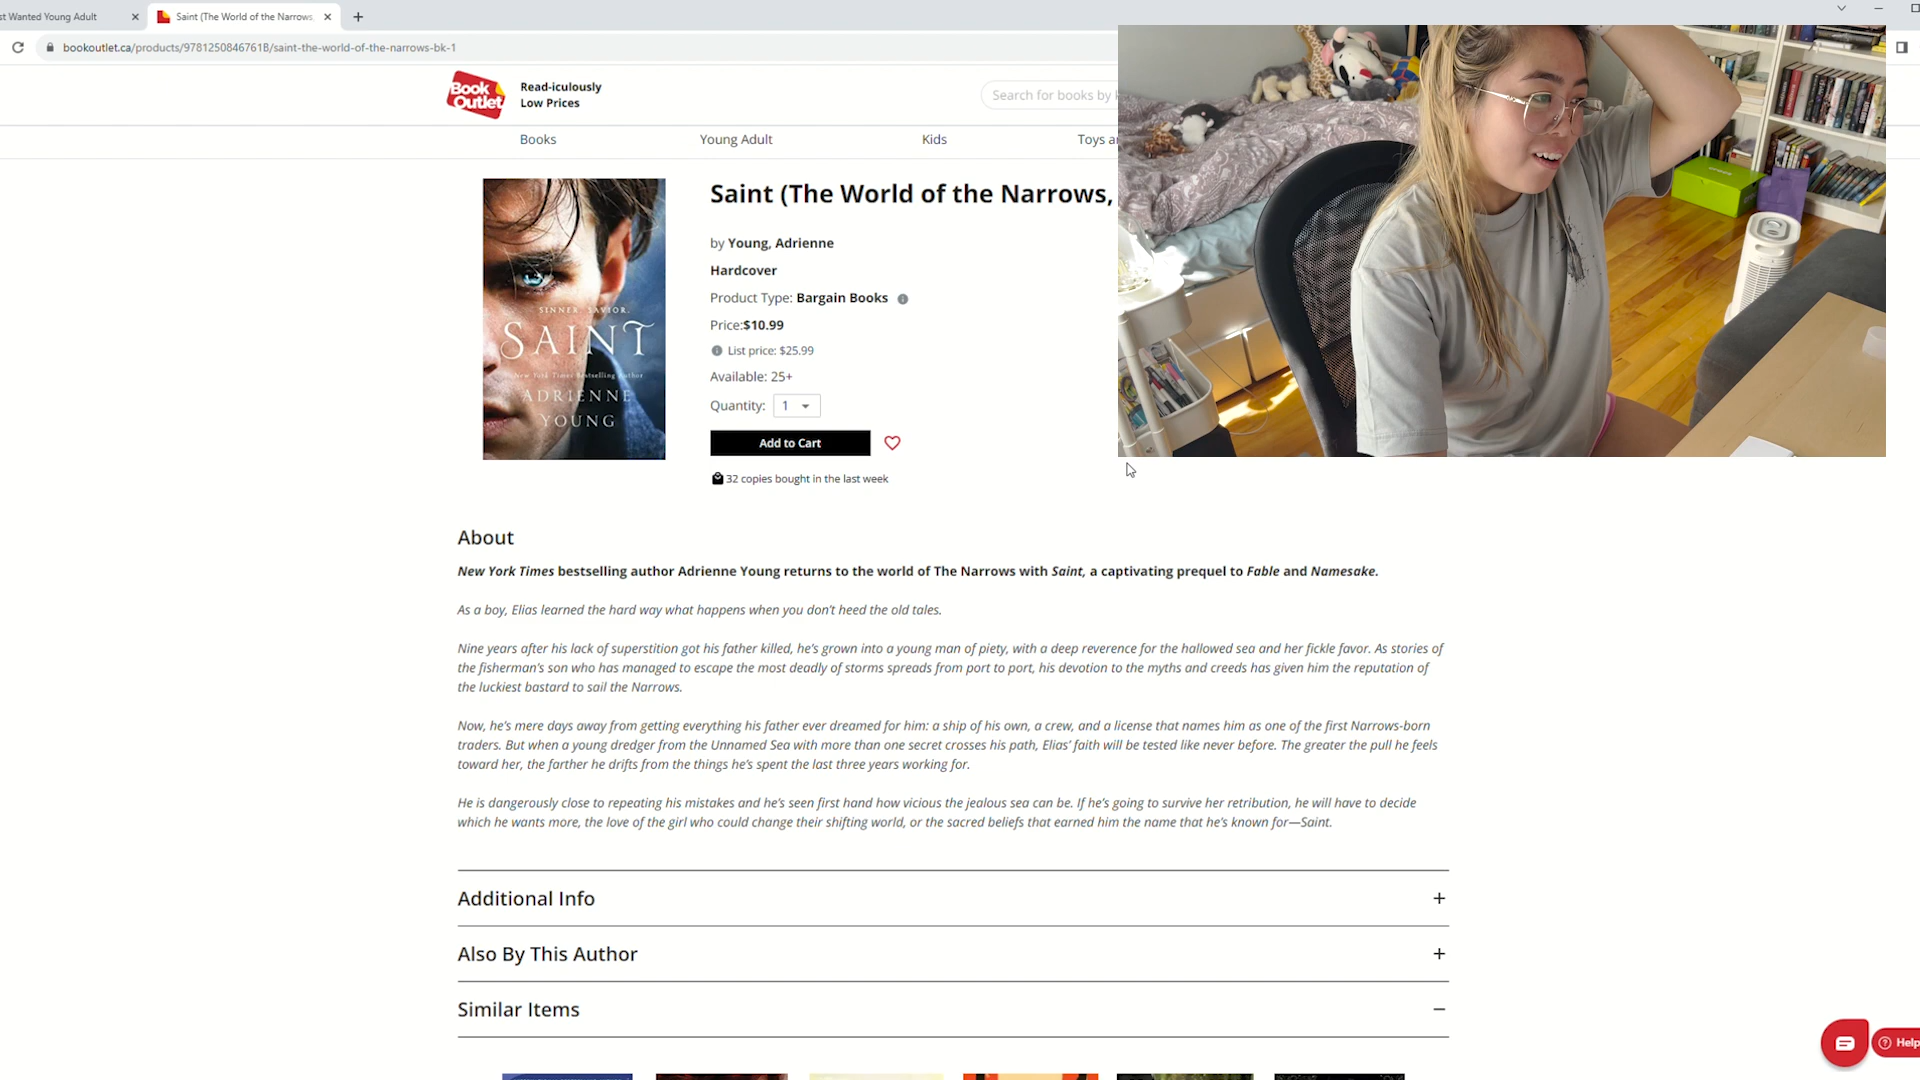 st Wanted Young Adult
Saint (The World of the Narrows,
bookoutlet.ca/products/9781250846761B/saint-the-world-of-the-narrows-bk-1
Book Outlet
Read-iculously
Low Prices
Search for books by
Books
Young Adult
Kids
Toys
SINNER. SAVIOR.
SAINT
New York Times Bestselling Author
ADRIENNE
YOUNG
Saint (The World of the Narrows,
by Young, Adrienne
Hardcover
Product Type: Bargain Books
Price:$10.99
List price: $25.99
Available: 25+
Quantity: 1
Add to Cart
32 copies bought in the last week
About
New York Times bestselling author Adrienne Young returns to the world of The Narrows with Saint, a captivating prequel to Fable and Namesake.
As a boy, Elias learned the hard way what happens when you don't heed the old tales.
Nine years after his lack of superstition got his father killed, he's grown into a young man of piety, with a deep reverence for the hallowed sea and her fickle favor. As stories of
the fisherman's son who has managed to escape the most deadly of storms spreads from port to port, his devotion to the myths and creeds has given him the reputation of
the luckiest bastard to sail the Narrows.
Now, he's mere days away from getting everything his father ever dreamed for him: a ship of his own, a crew, and a license that names him as one of the first Narrows-born
traders. But when a young dredger from the Unnamed Sea with more than one secret crosses his path, Elias' faith will be tested like never before. The greater the pull he feels
toward her, the farther he drifts from the things he's spent the last three years working for.
He is dangerously close to repeating his mistakes and he's seen first hand how vicious the jealous sea can be. If he's going to survive her retribution, he will have to decide
which he wants more, the love of the girl who could change their shifting world, or the sacred beliefs that earned him the name that he's known for—Saint.
Additional Info +
Also By This Author +
Similar Items −
Help